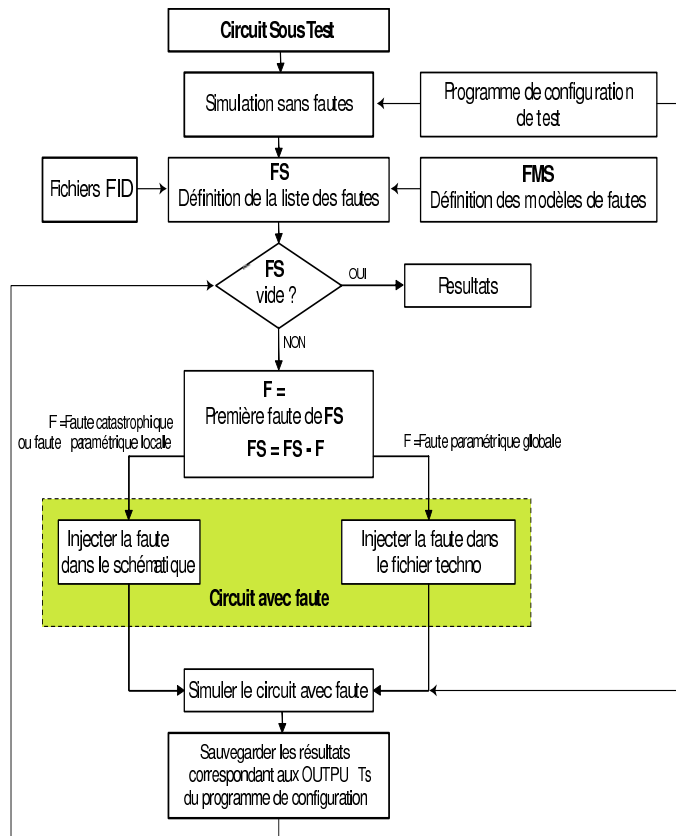 Circuit Sous Test
Simulation sans fautes
Programme de configuration
de test
Fichiers FID
FS
Définition de la liste des fautes
FMS
Définition des modèles de fautes
FS
vide ?
OUI
Resultats
NON
F =
Première faute de FS
FS = FS - F
F =Faute catastrophique
ou faute paramétrique locale
F =Faute paramétrique globale
Injecter la faute
dans le schématique
Injecter la faute dans
le fichier techno
Circuit avec faute
Simuler le circuit avec faute
Sauvegarder les résultats
correspondant aux OUTPU Ts
du programme de configuration